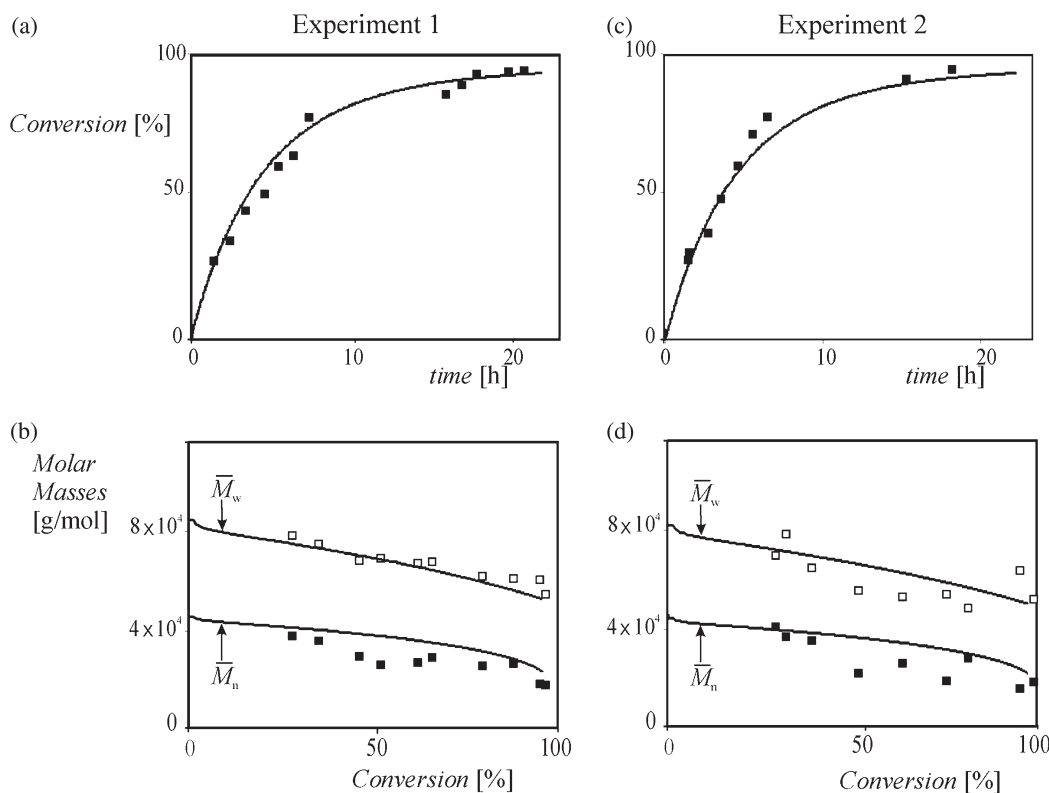 (a)
Experiment 1
100
Conversion [%]
50
0
0
10
20
time [h]
(c)
Experiment 2
100
50
0
0
10
20
time [h]
(b)
Molar
Masses
[g/mol]
M̅w
8×10⁴
4×10⁴
M̅n
0
0
50
100
Conversion [%]
(d)
M̅w
8×10⁴
4×10⁴
M̅n
0
0
50
100
Conversion [%]